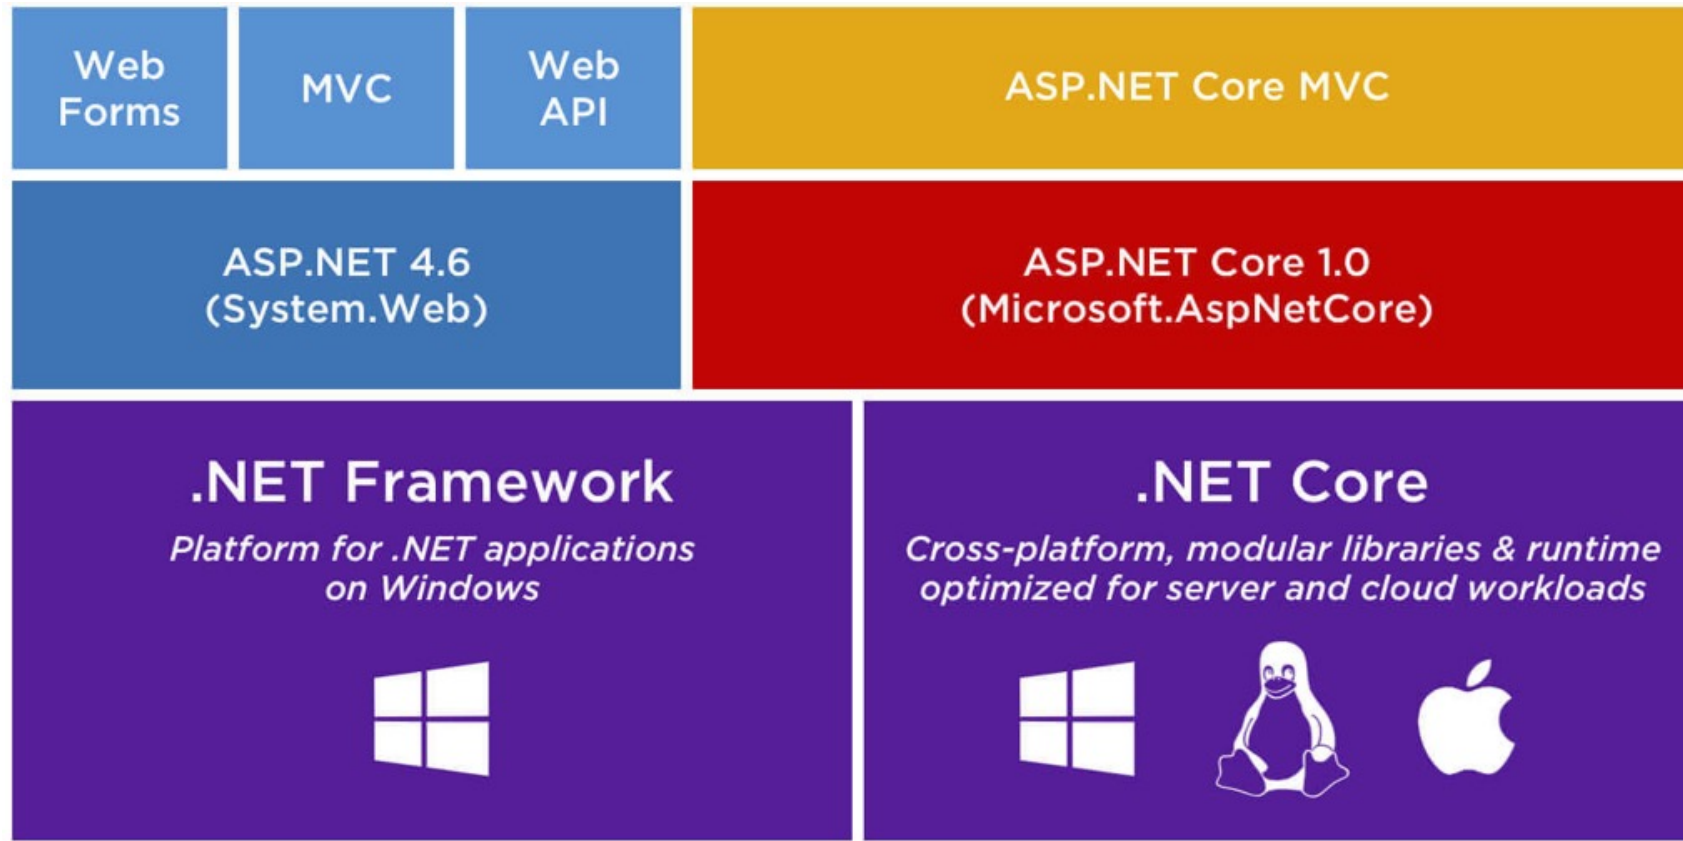 Web
Forms
MVC
Web
API
ASP.NET Core MVC
ASP.NET 4.6
(System.Web)
ASP.NET Core 1.0
(Microsoft.AspNetCore)
.NET Framework
Platform for .NET applications
on Windows
.NET Core
Cross-platform, modular libraries & runtime
optimized for server and cloud workloads